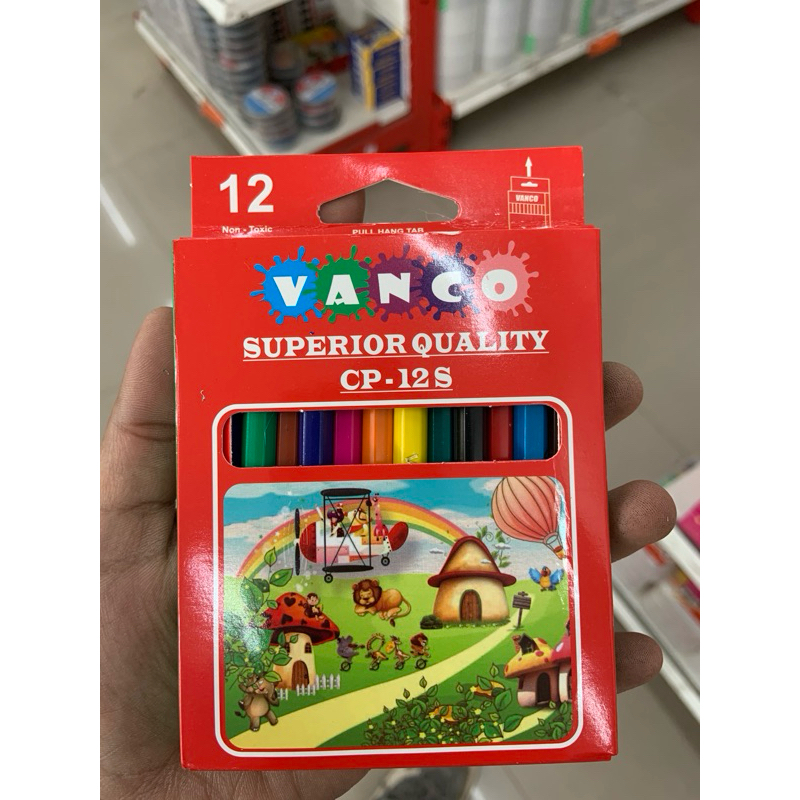 12
Non - Toxic
PULL HANG TAB
VANCO
VANCO
SUPERIOR QUALITY
CP - 12 S